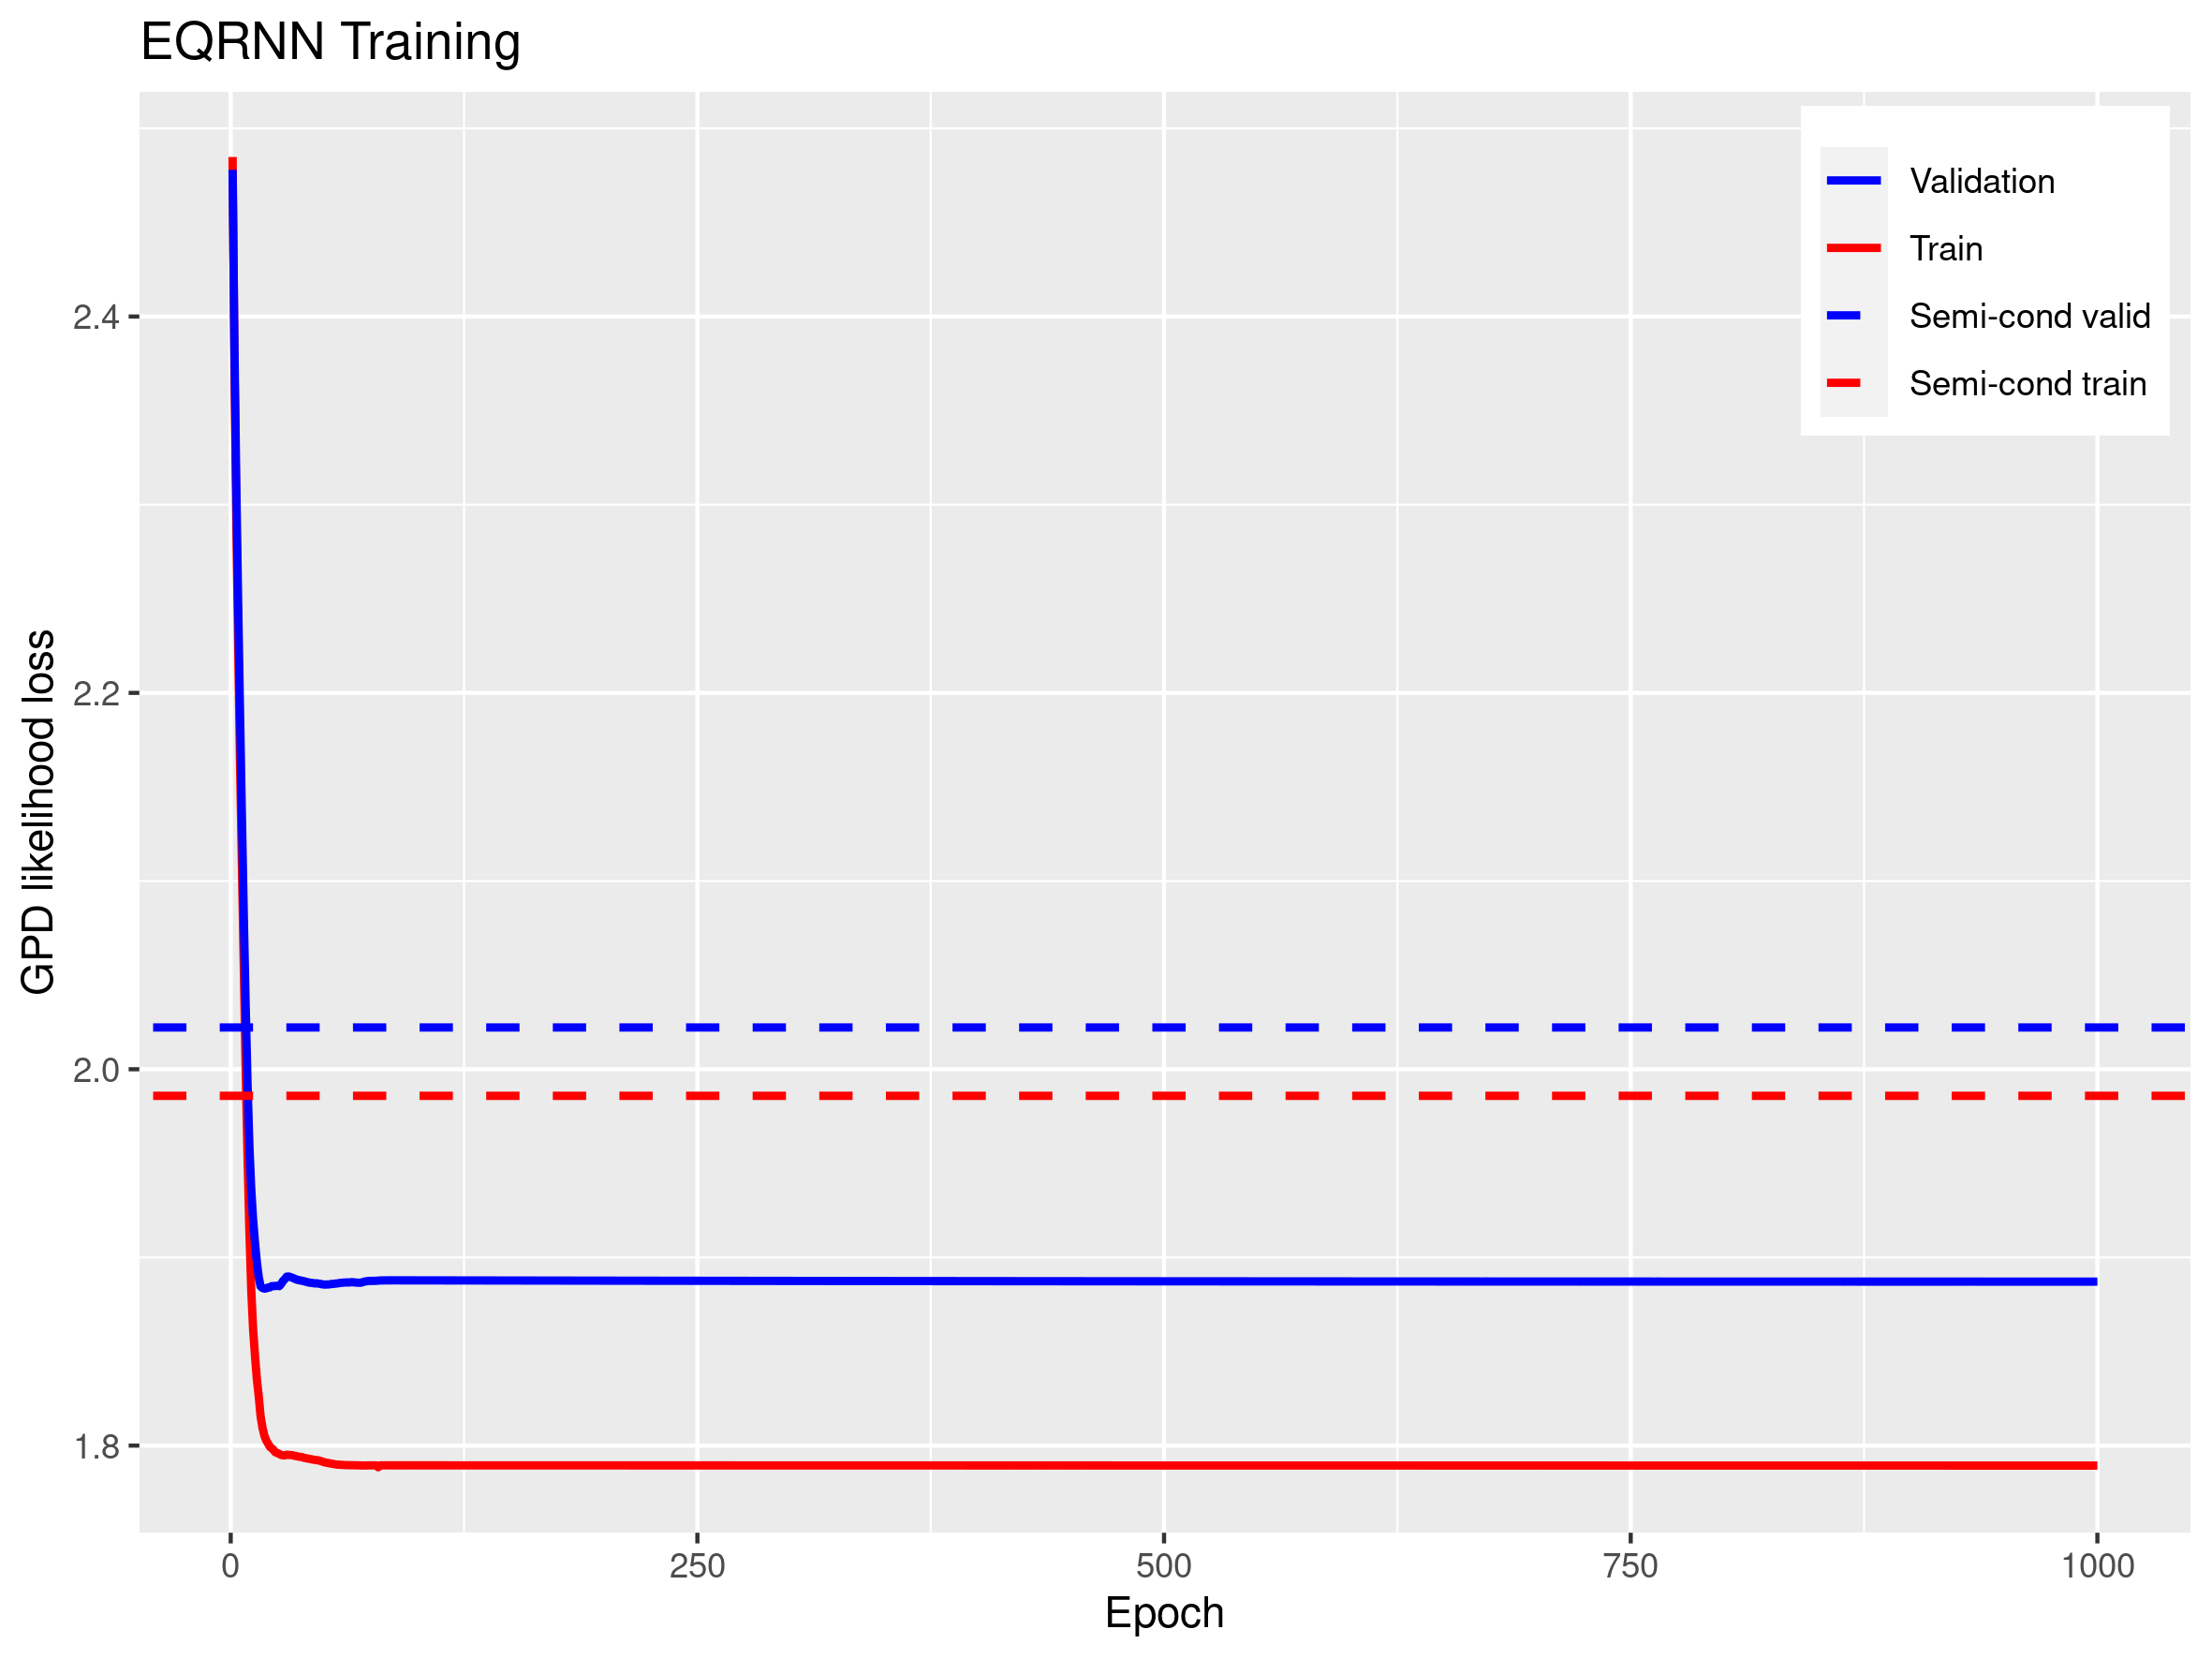 EQRNN Training
Validation
Train
Semi-cond valid
Semi-cond train
GPD likelihood loss
2.4
2.2
2.0
1.8
0 250 500 750 1000
Epoch